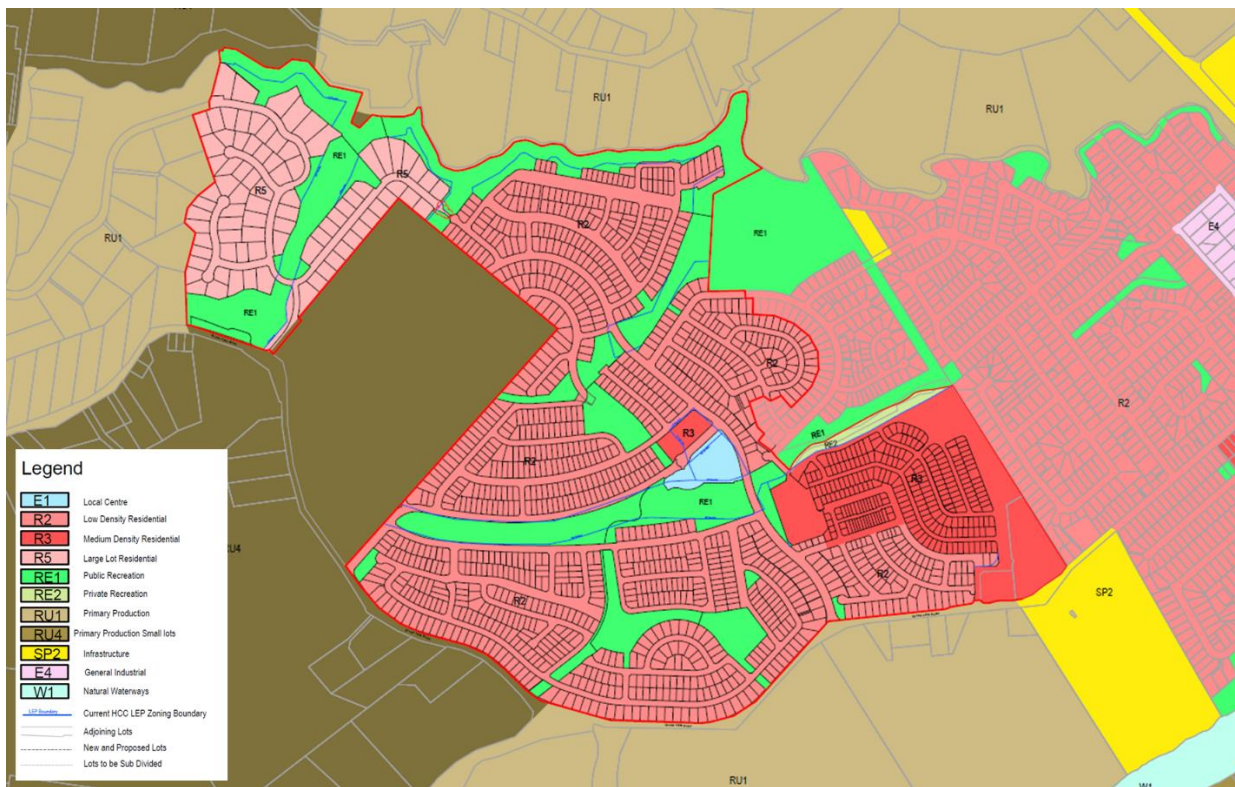 RU1
RU1
RE1
R5
R5
E4
R2
RU1
RE1
RE1
R2
R2
R3
RE1
RE2
R2
R3
RE1
R2
R2
SP2
RU1
W1
Legend
E1 Local Centre
R2 Low Density Residential
R3 Medium Density Residential
R5 Large Lot Residential
RE1 Public Recreation
RE2 Private Recreation
RU1 Primary Production
RU4 Primary Production Small lots
SP2 Infrastructure
E4 General Industrial
W1 Natural Waterways
LEP Boundary Current HCC LEP Zoning Boundary
Adjoining Lots
New and Proposed Lots
Lots to be Sub Divided